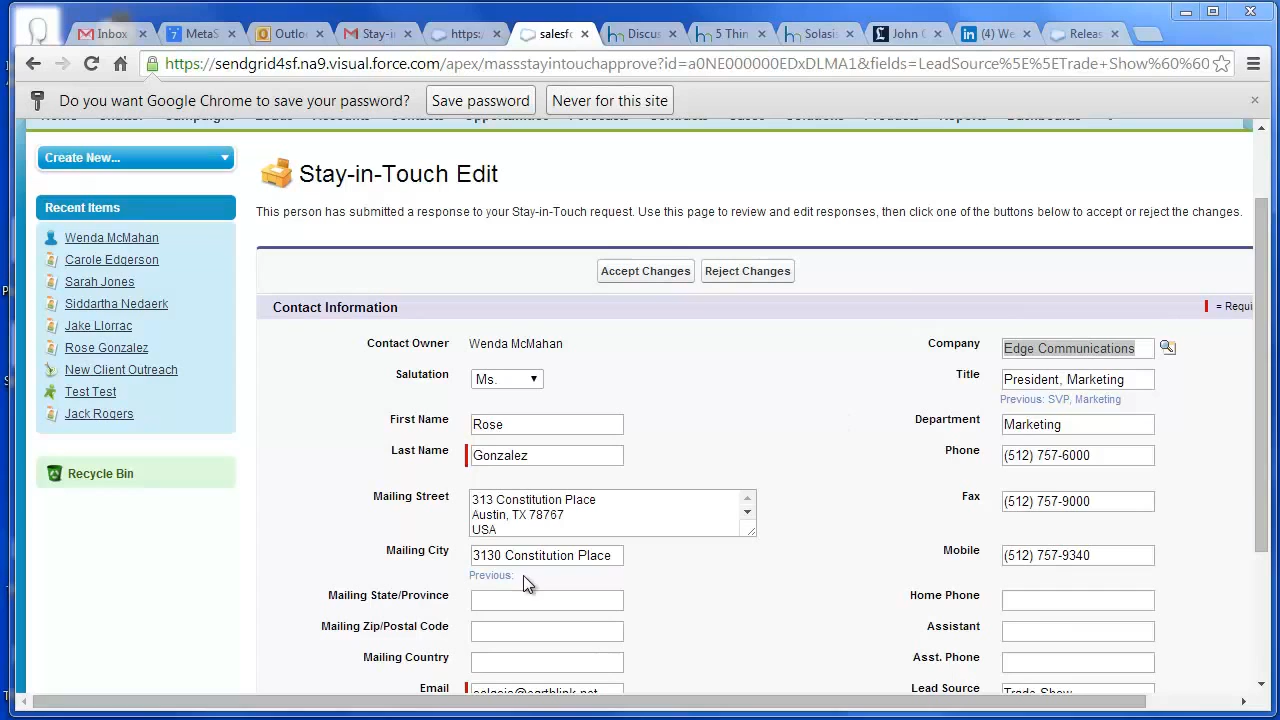 Inbox
MetaS
Outlo
Stay-in
https:/
salesfo
Discus
5 Thin
Solasis
John C
(4) We
Releas
https://sendgrid4sf.na9.visual.force.com/apex/massstayintouchapprove?id=a0NE000000EDxDLMA1&fields=LeadSource%5E%5ETrade+Show%60%60
Do you want Google Chrome to save your password?
Save password
Never for this site
Create New...
Recent Items
Wenda McMahan
Carole Edgerson
Sarah Jones
Siddartha Nedaerk
Jake Llorrac
Rose Gonzalez
New Client Outreach
Test Test
Jack Rogers
Recycle Bin
Stay-in-Touch Edit
This person has submitted a response to your Stay-in-Touch request. Use this page to review and edit responses, then click one of the buttons below to accept or reject the changes.
Accept Changes
Reject Changes
Contact Information
= Requi
Contact Owner Wenda McMahan
Company Edge Communications
Salutation Ms.
Title President, Marketing
Previous: SVP, Marketing
First Name Rose
Department Marketing
Last Name Gonzalez
Phone (512) 757-6000
Mailing Street 313 Constitution Place
Austin, TX 78767
USA
Fax (512) 757-9000
Mailing City 3130 Constitution Place
Previous:
Mobile (512) 757-9340
Mailing State/Province
Home Phone
Mailing Zip/Postal Code
Assistant
Mailing Country
Asst. Phone
Email
Lead Source Trade Show